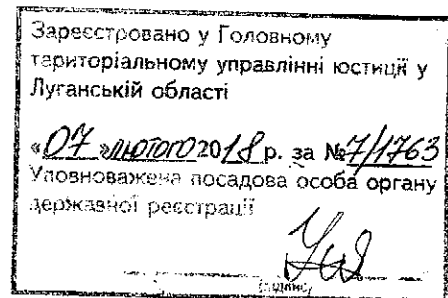 Зареєстровано у Головному
територіальному управлінні юстиції у
Луганській області
«07» лютого 2018 р. за №7/1763
Уповноважена посадова особа органу
державної реєстрації
(підпис)